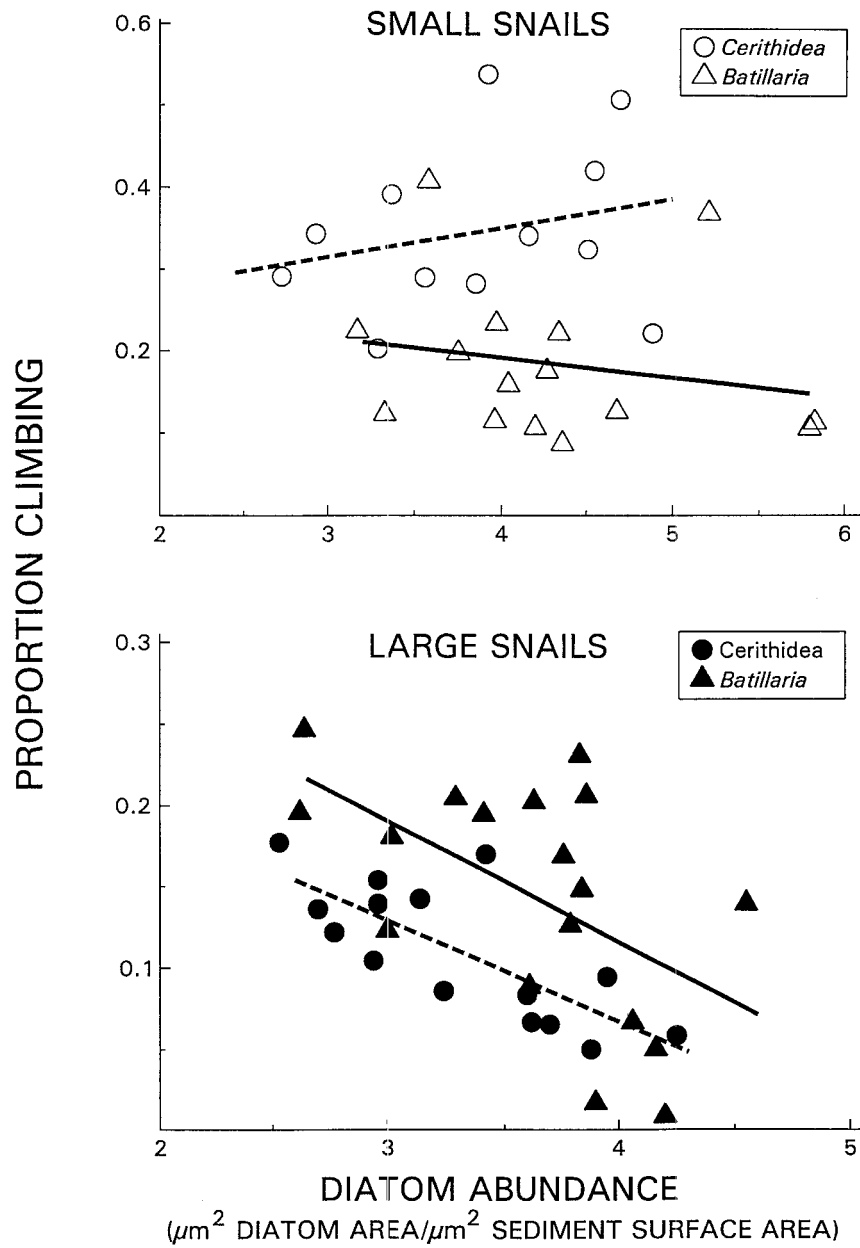 SMALL SNAILS
Cerithidea
Batillaria
0.6
0.4
0.2
2 3 4 5 6
PROPORTION CLIMBING
LARGE SNAILS
Cerithidea
Batillaria
0.3
0.2
0.1
2 3 4 5
DIATOM ABUNDANCE
(μm² DIATOM AREA/μm² SEDIMENT SURFACE AREA)